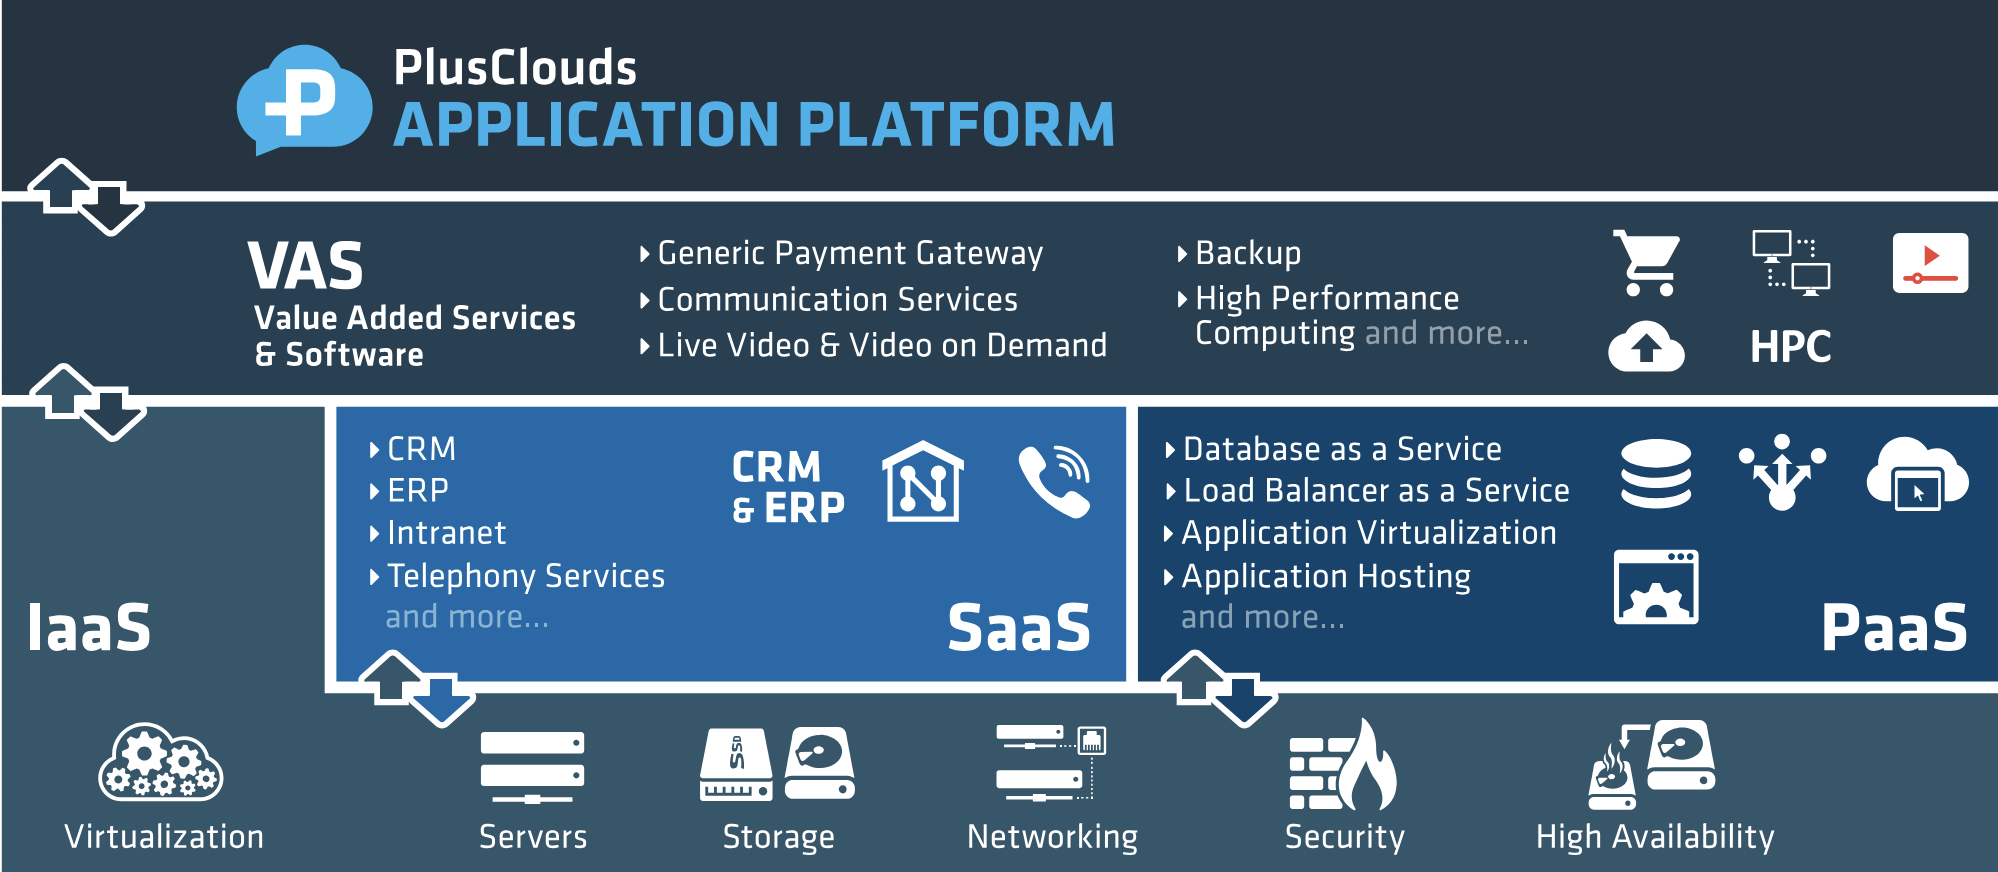 PlusClouds
APPLICATION PLATFORM
VAS
Value Added Services
& Software
Generic Payment Gateway
Communication Services
Live Video & Video on Demand
Backup
High Performance
Computing and more...
HPC
IaaS
CRM
ERP
Intranet
Telephony Services
and more...
CRM
& ERP
SaaS
Database as a Service
Load Balancer as a Service
Application Virtualization
Application Hosting
and more...
PaaS
SSD
Virtualization
Servers
Storage
Networking
Security
High Availability